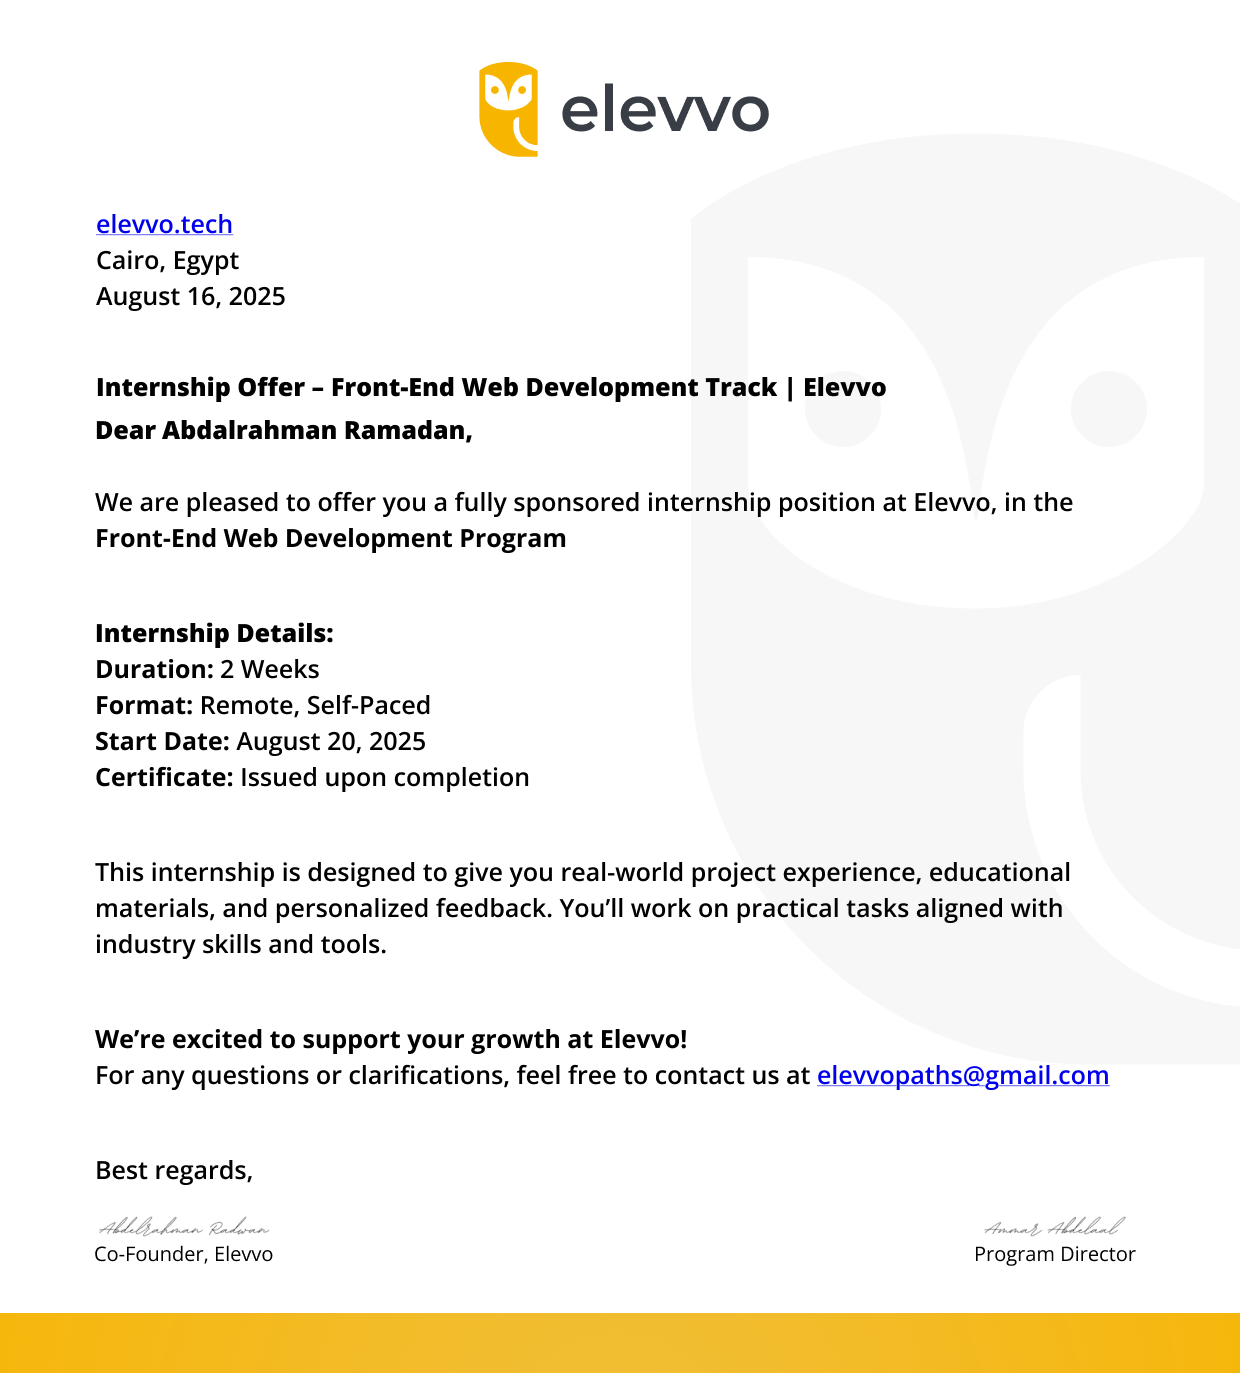 elevvo
elevvo.tech
Cairo, Egypt
August 16, 2025
Internship Offer – Front-End Web Development Track | Elevvo
Dear Abdalrahman Ramadan,
We are pleased to offer you a fully sponsored internship position at Elevvo, in the
Front-End Web Development Program
Internship Details:
Duration: 2 Weeks
Format: Remote, Self-Paced
Start Date: August 20, 2025
Certificate: Issued upon completion
This internship is designed to give you real-world project experience, educational
materials, and personalized feedback. You’ll work on practical tasks aligned with
industry skills and tools.
We’re excited to support your growth at Elevvo!
For any questions or clarifications, feel free to contact us at elevvopaths@gmail.com
Best regards,
Abdelrahman Radwan
Co-Founder, Elevvo
Ammar Abdelaal
Program Director